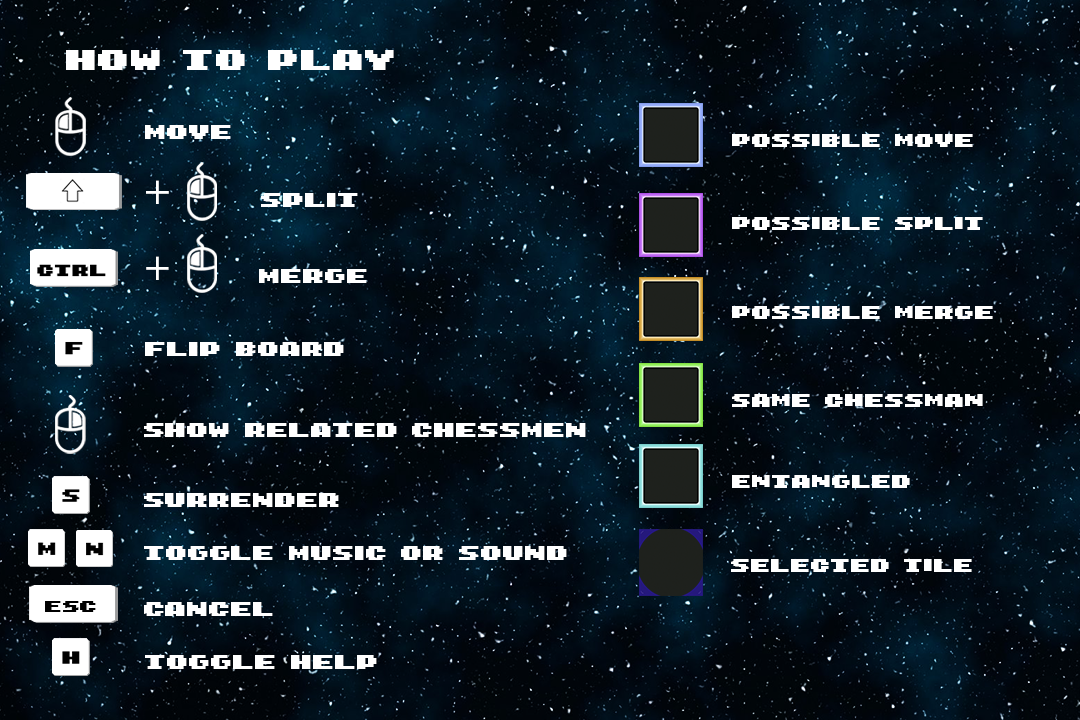 HOW TO PLAY
MOVE
+ SPLIT
CTRL + MERGE
F FLIP BOARD
SHOW RELATED CHESSMEN
S SURRENDER
M N TOGGLE MUSIC OR SOUND
ESC CANCEL
H TOGGLE HELP
POSSIBLE MOVE
POSSIBLE SPLIT
POSSIBLE MERGE
SAME CHESSMAN
ENTANGLED
SELECTED TILE